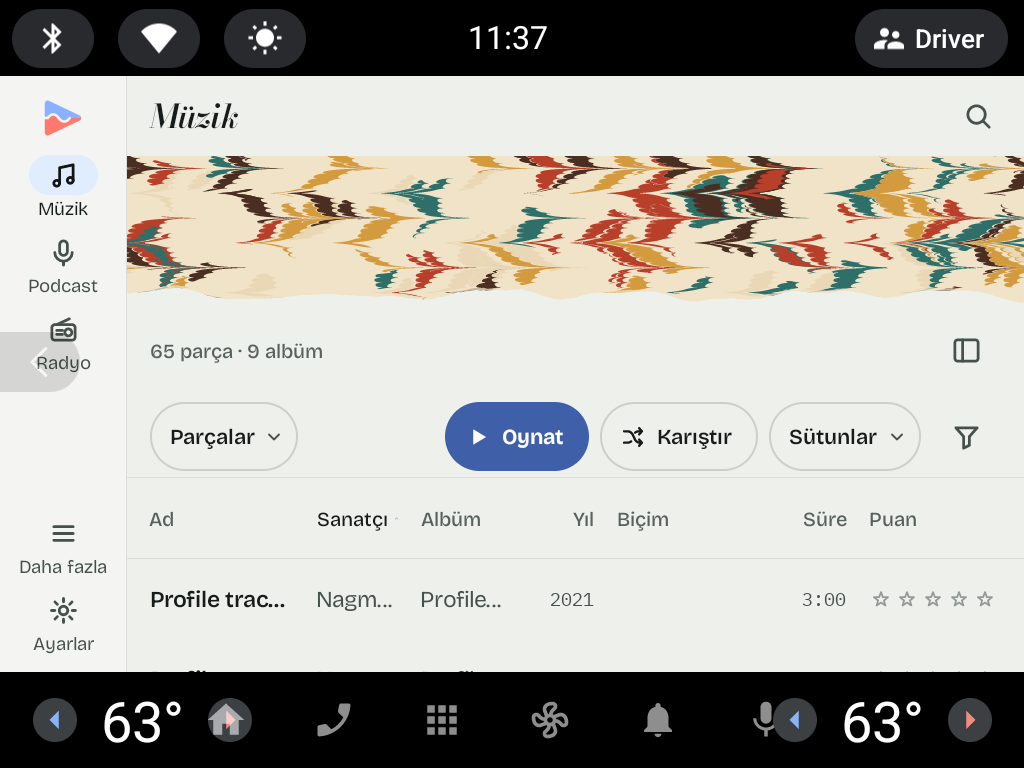 11:37
Driver
Müzik
Müzik
Podcast
Radyo
65 parça · 9 albüm
Parçalar
Oynat
Karıştır
Sütunlar
Ad Sanatçı Albüm Yıl Biçim Süre Puan
Profile trac... Nagm... Profile... 2021 3:00
Daha fazla
Ayarlar
63° 63°